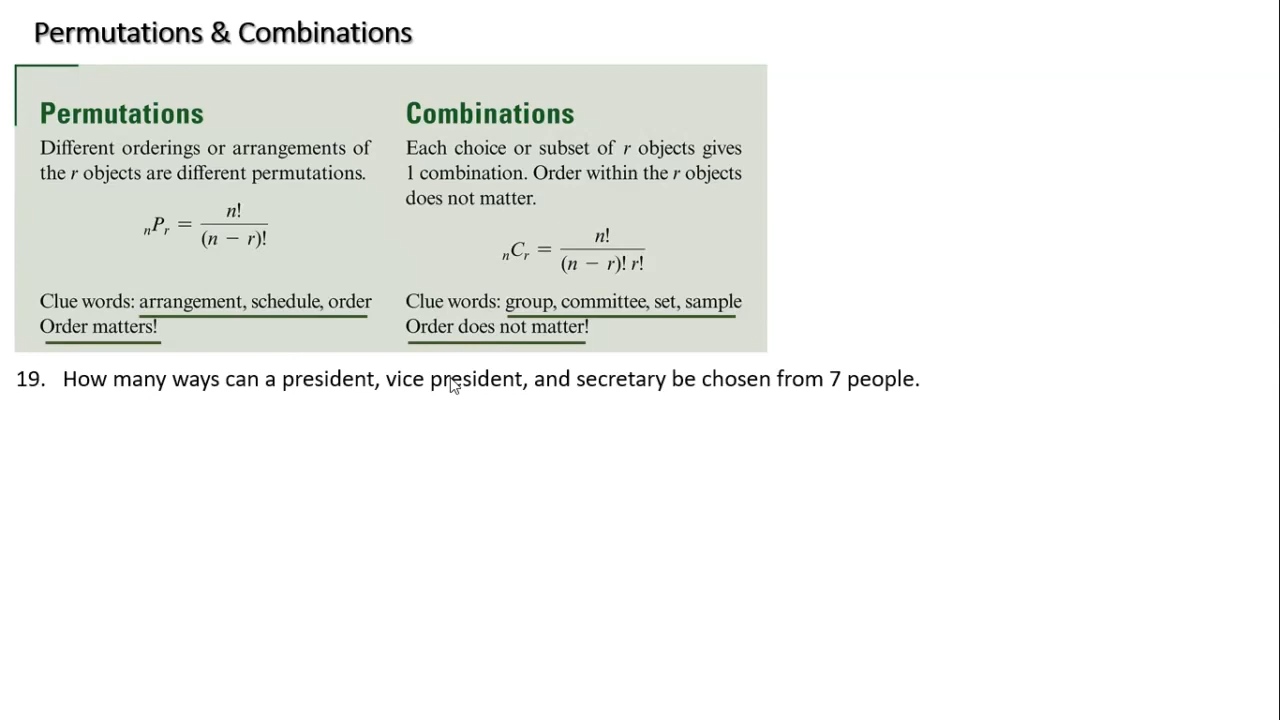 Permutations & Combinations
Permutations
Different orderings or arrangements of
the r objects are different permutations.
nPr = n! / (n − r)!
Clue words: arrangement, schedule, order
Order matters!
Combinations
Each choice or subset of r objects gives
1 combination. Order within the r objects
does not matter.
nCr = n! / (n − r)! r!
Clue words: group, committee, set, sample
Order does not matter!
19. How many ways can a president, vice president, and secretary be chosen from 7 people.